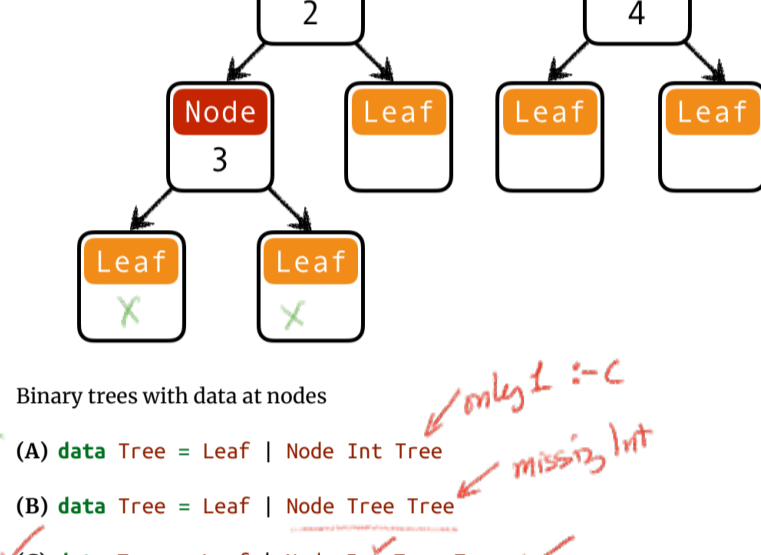 2 4
Node Leaf Leaf Leaf
3
Leaf Leaf
X X
Binary trees with data at nodes
only 1 :-(
(A) data Tree = Leaf | Node Int Tree
missing Int
(B) data Tree = Leaf | Node Tree Tree